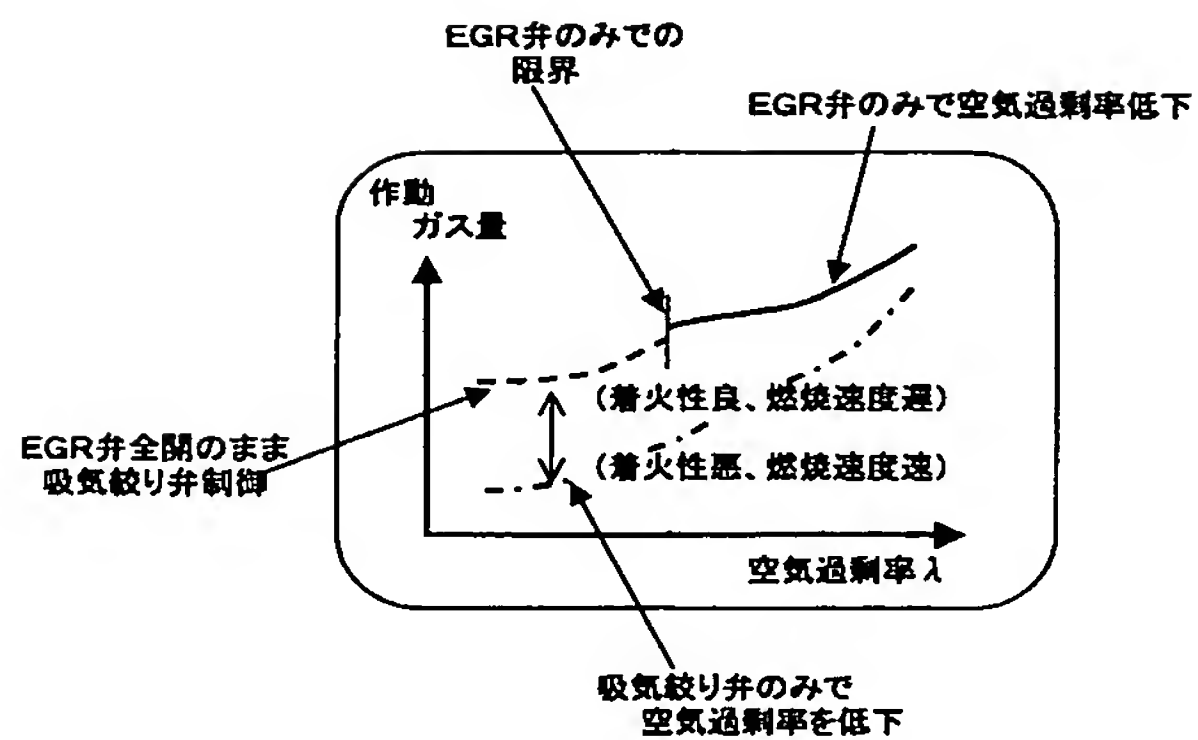 EGR弁のみでの
限界
EGR弁のみで空気過剰率低下
作動
ガス量
(着火性良、燃焼速度遅)
EGR弁全開のまま
吸気絞り弁制御
(着火性悪、燃焼速度速)
空気過剰率λ
吸気絞り弁のみで
空気過剰率を低下